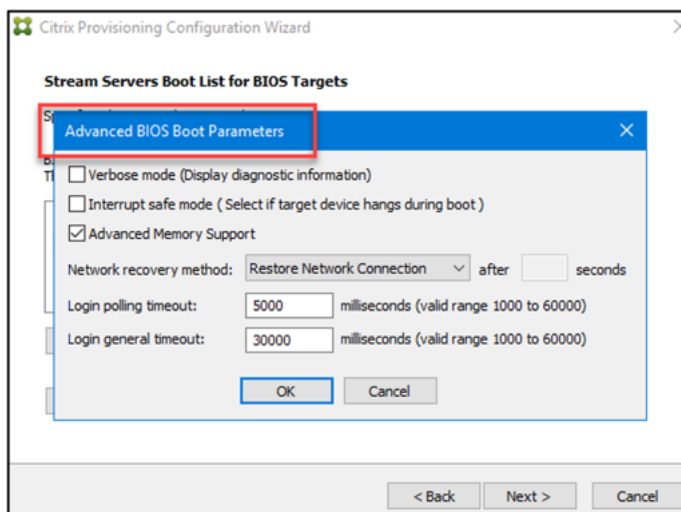 Citrix Provisioning Configuration Wizard
Stream Servers Boot List for BIOS Targets
Advanced BIOS Boot Parameters
Verbose mode (Display diagnostic information)
Interrupt safe mode ( Select if target device hangs during boot )
Advanced Memory Support
Network recovery method: Restore Network Connection after seconds
Login polling timeout: 5000 milliseconds (valid range 1000 to 60000)
Login general timeout: 30000 milliseconds (valid range 1000 to 60000)
OK Cancel
< Back Next > Cancel